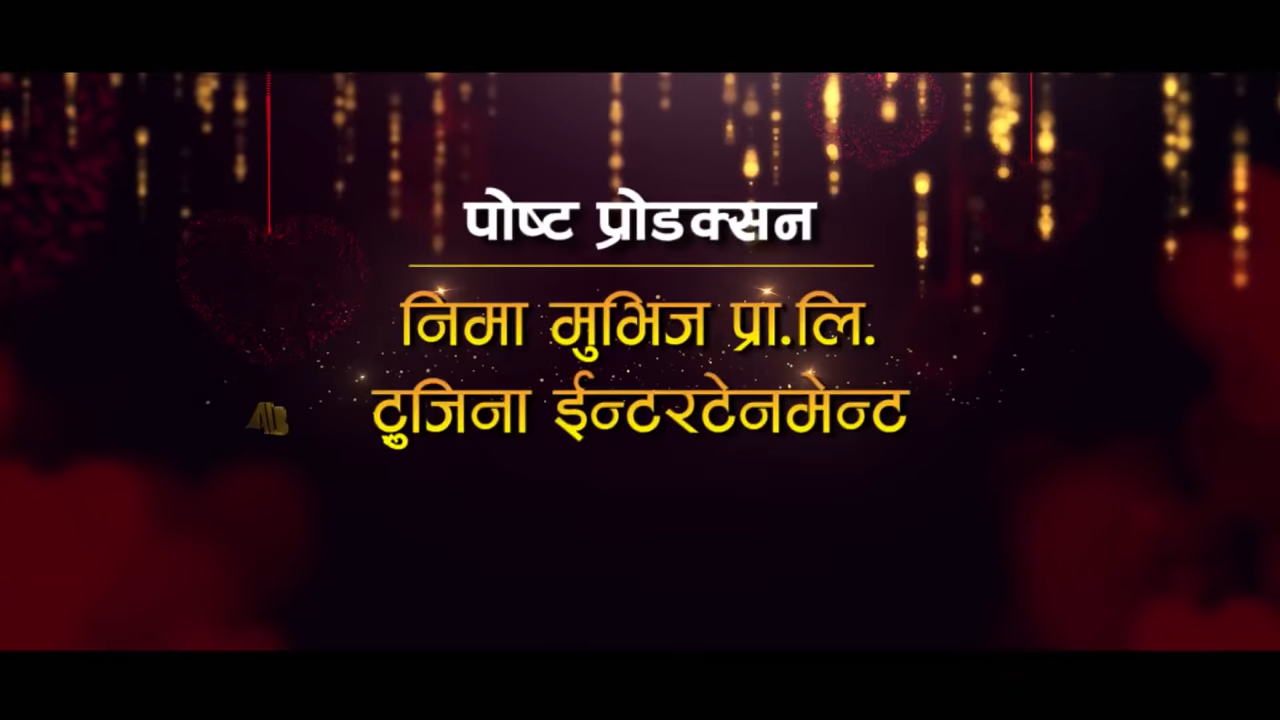 पोष्ट प्रोडक्सन
निमा मुभिज प्रा.लि.
ट्रुजिना ईन्टरटेनमेन्ट